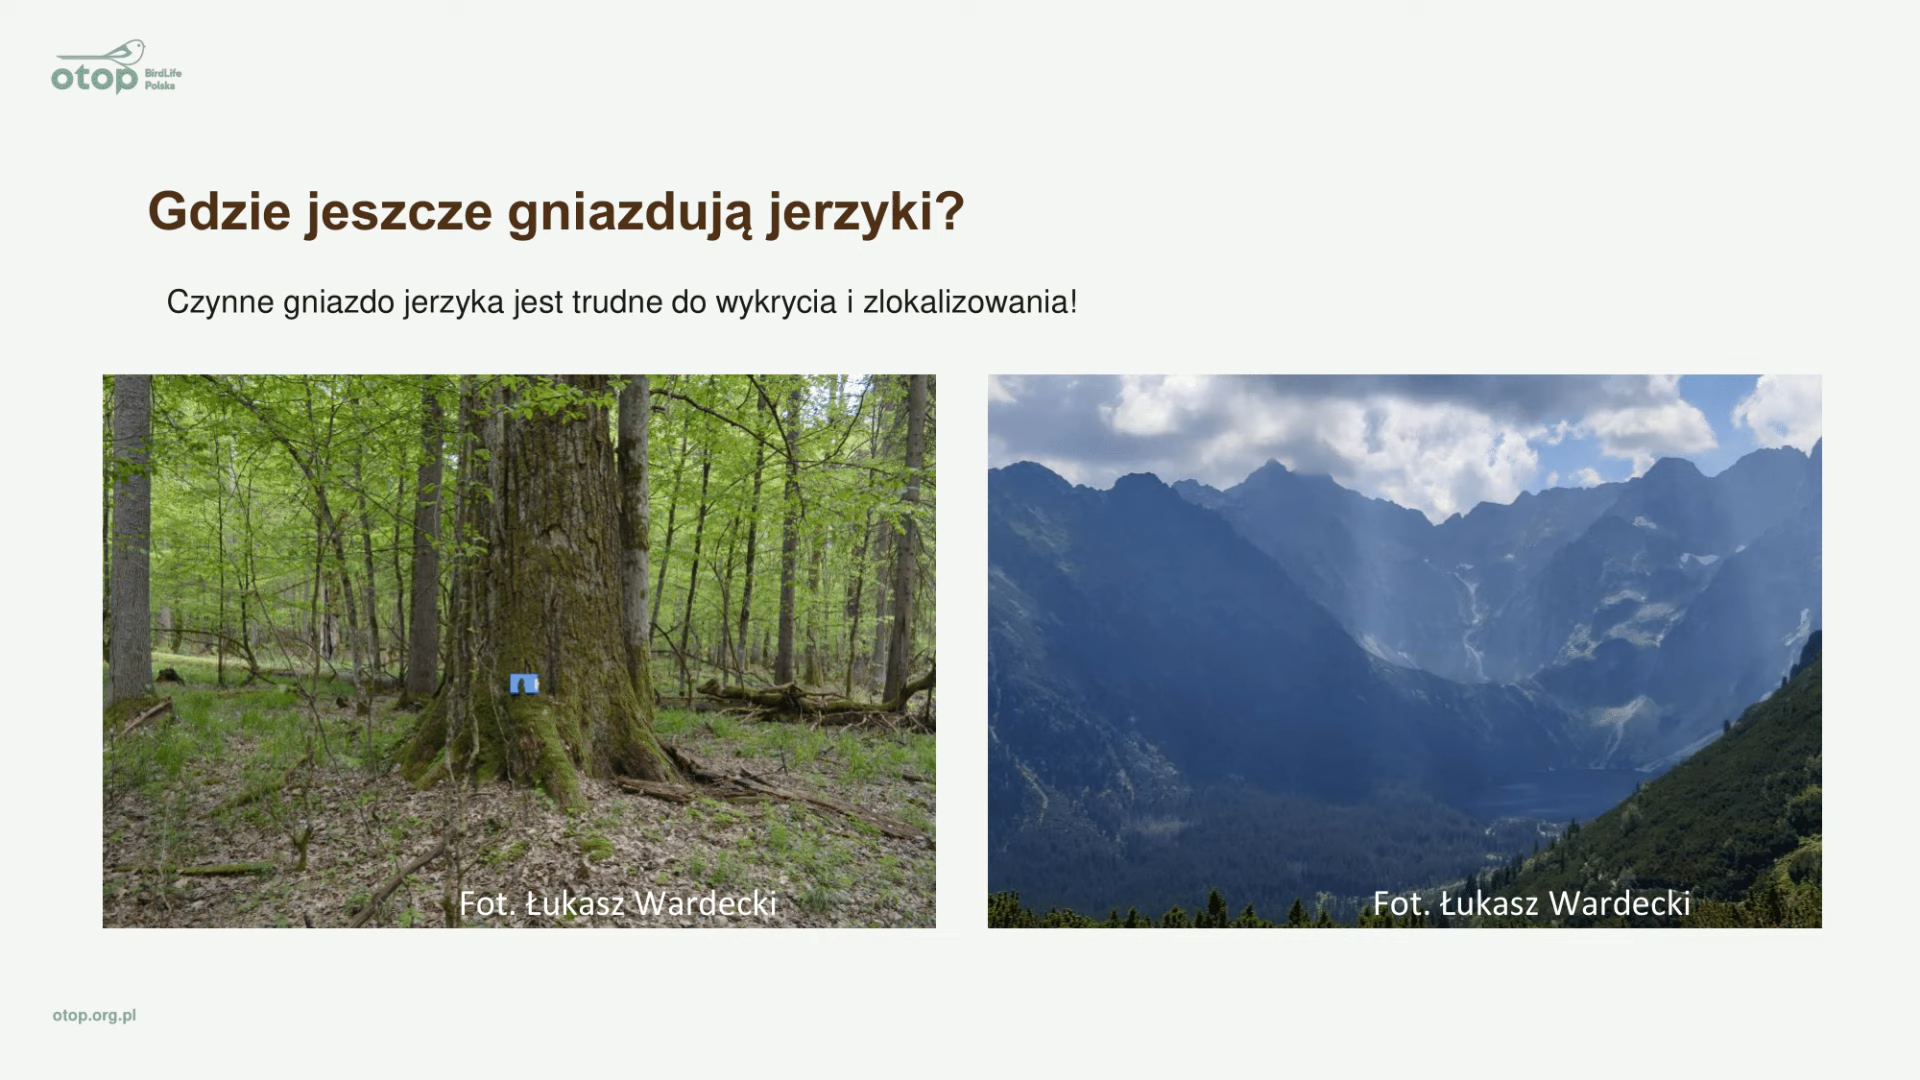 otop BirdLife
Polska
Gdzie jeszcze gniazdują jerzyki?
Czynne gniazdo jerzyka jest trudne do wykrycia i zlokalizowania!
Fot. Łukasz Wardecki
Fot. Łukasz Wardecki
otop.org.pl